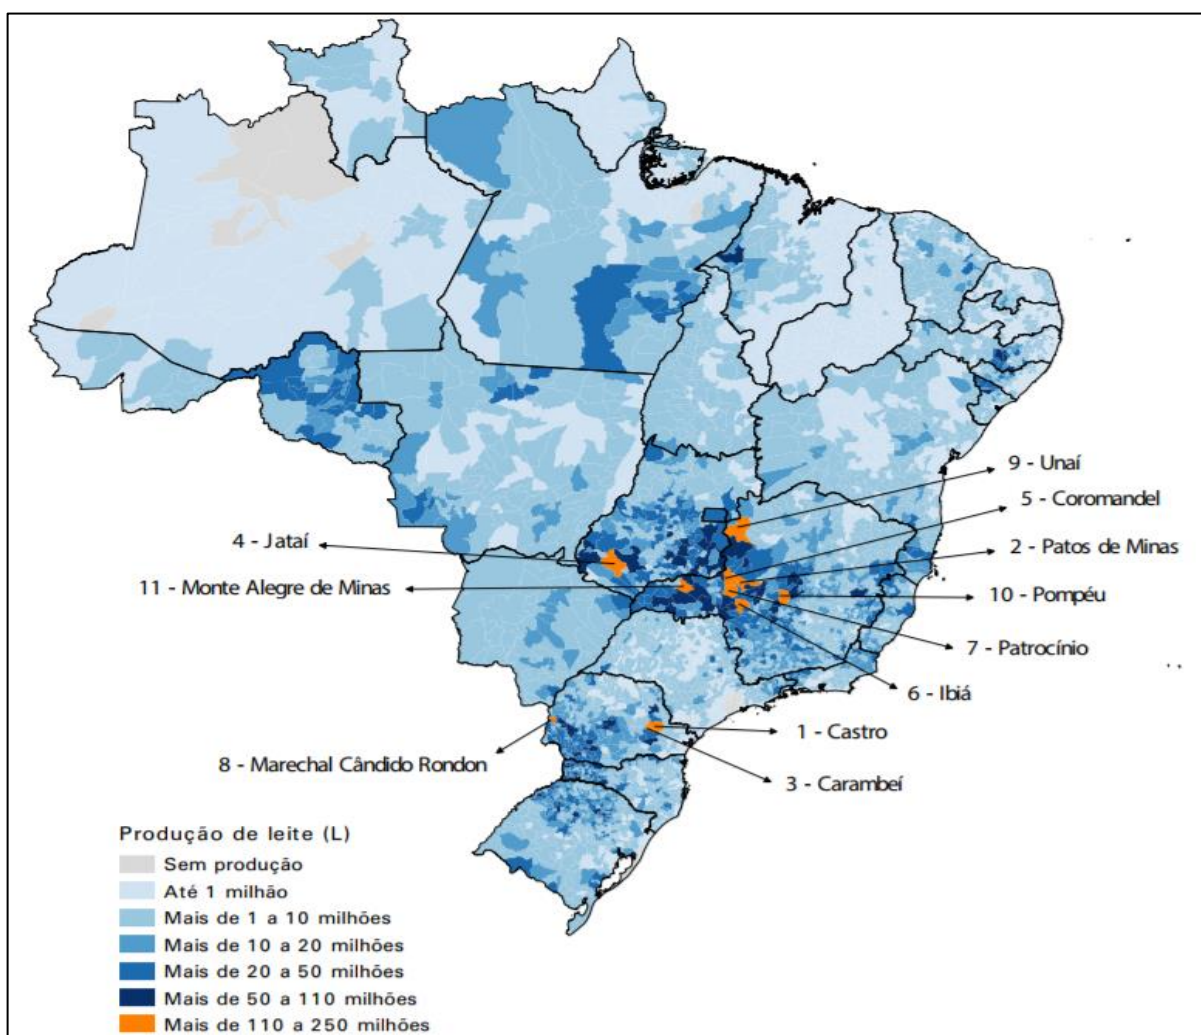 9 - Unaí
5 - Coromandel
4 - Jataí
2 - Patos de Minas
11 - Monte Alegre de Minas
10 - Pompéu
7 - Patrocínio
6 - Ibiá
1 - Castro
8 - Marechal Cândido Rondon
3 - Carambeí
Produção de leite (L)
Sem produção
Até 1 milhão
Mais de 1 a 10 milhões
Mais de 10 a 20 milhões
Mais de 20 a 50 milhões
Mais de 50 a 110 milhões
Mais de 110 a 250 milhões